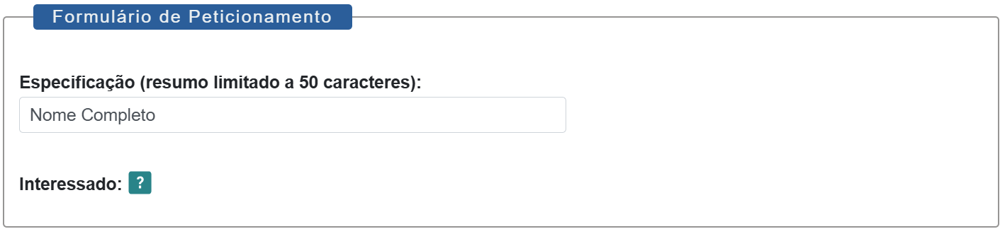 Formulário de Peticionamento
Especificação (resumo limitado a 50 caracteres):
Nome Completo
Interessado: ?